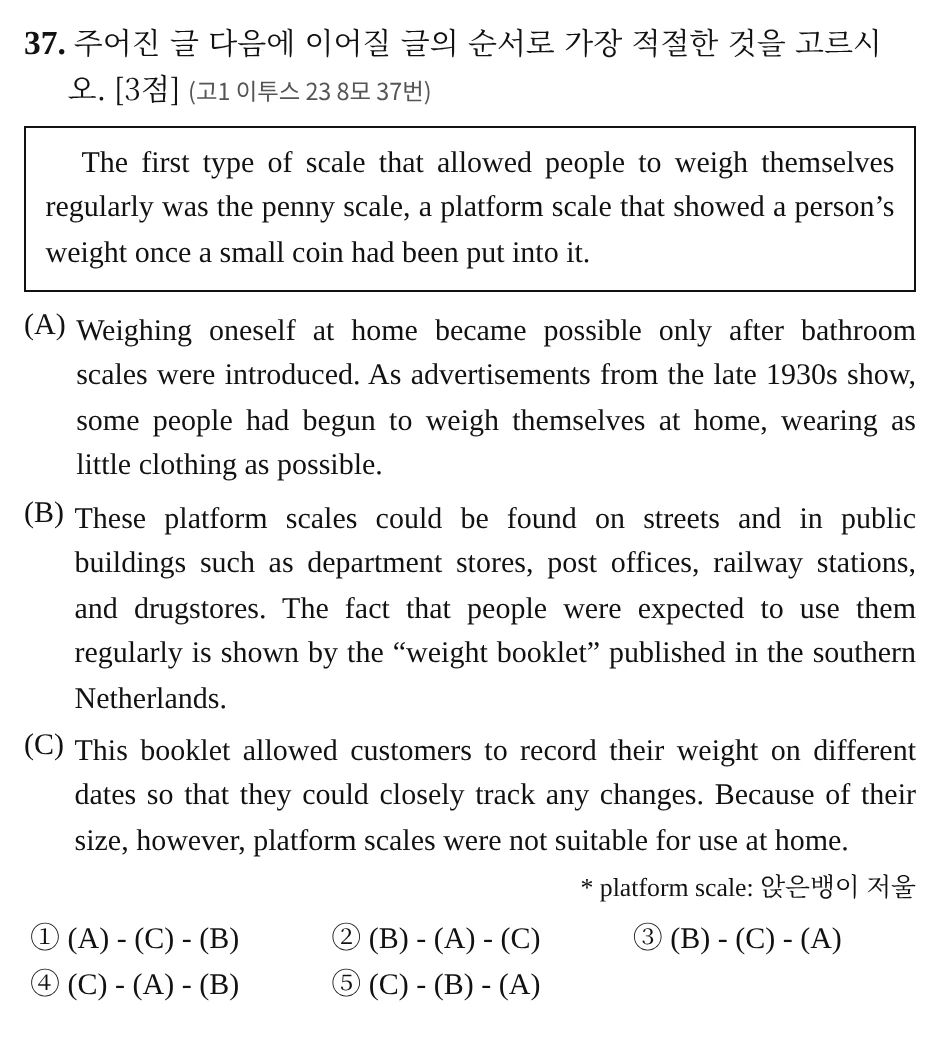 37. 주어진 글 다음에 이어질 글의 순서로 가장 적절한 것을 고르시
오. [3점] (고1 이투스 23 8모 37번)
The first type of scale that allowed people to weigh themselves
regularly was the penny scale, a platform scale that showed a person’s
weight once a small coin had been put into it.
(A) Weighing oneself at home became possible only after bathroom
scales were introduced. As advertisements from the late 1930s show,
some people had begun to weigh themselves at home, wearing as
little clothing as possible.
(B) These platform scales could be found on streets and in public
buildings such as department stores, post offices, railway stations,
and drugstores. The fact that people were expected to use them
regularly is shown by the “weight booklet” published in the southern
Netherlands.
(C) This booklet allowed customers to record their weight on different
dates so that they could closely track any changes. Because of their
size, however, platform scales were not suitable for use at home.
* platform scale: 앉은뱅이 저울
① (A) - (C) - (B) ② (B) - (A) - (C) ③ (B) - (C) - (A)
④ (C) - (A) - (B) ⑤ (C) - (B) - (A)